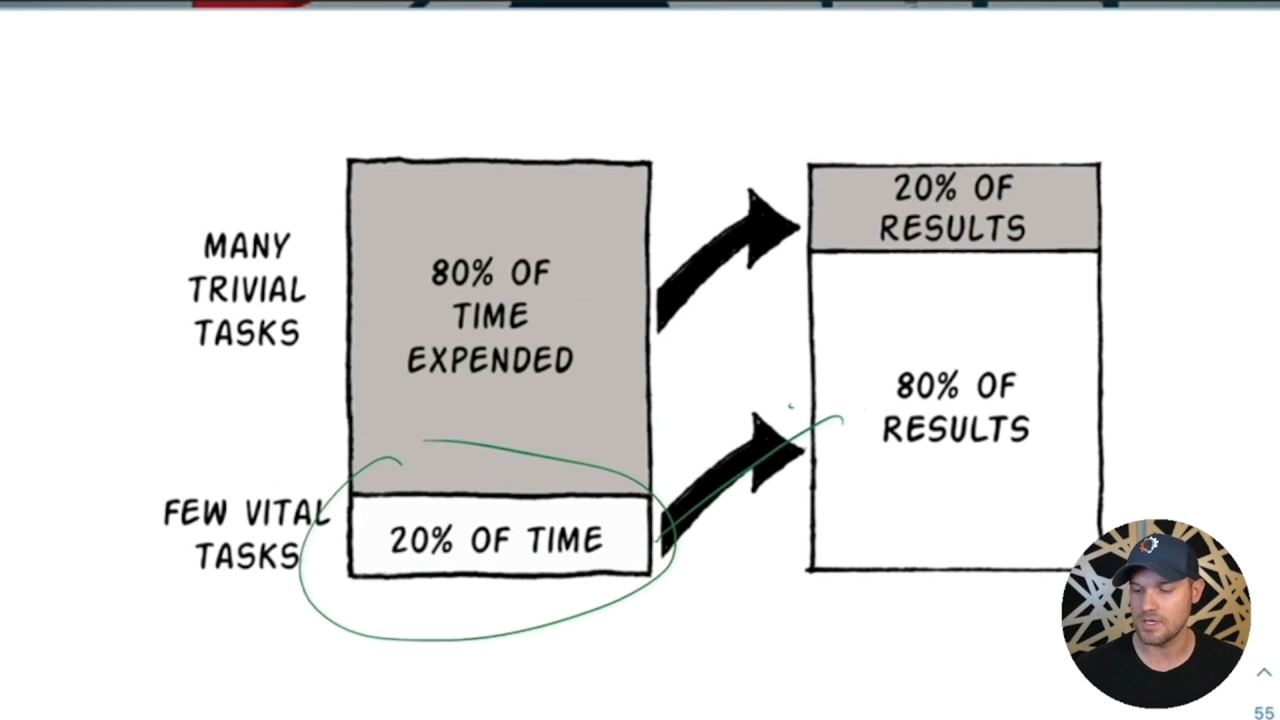 MANY
TRIVIAL
TASKS
80% OF
TIME
EXPENDED
FEW VITAL
TASKS
20% OF TIME
20% OF
RESULTS
80% OF
RESULTS
55